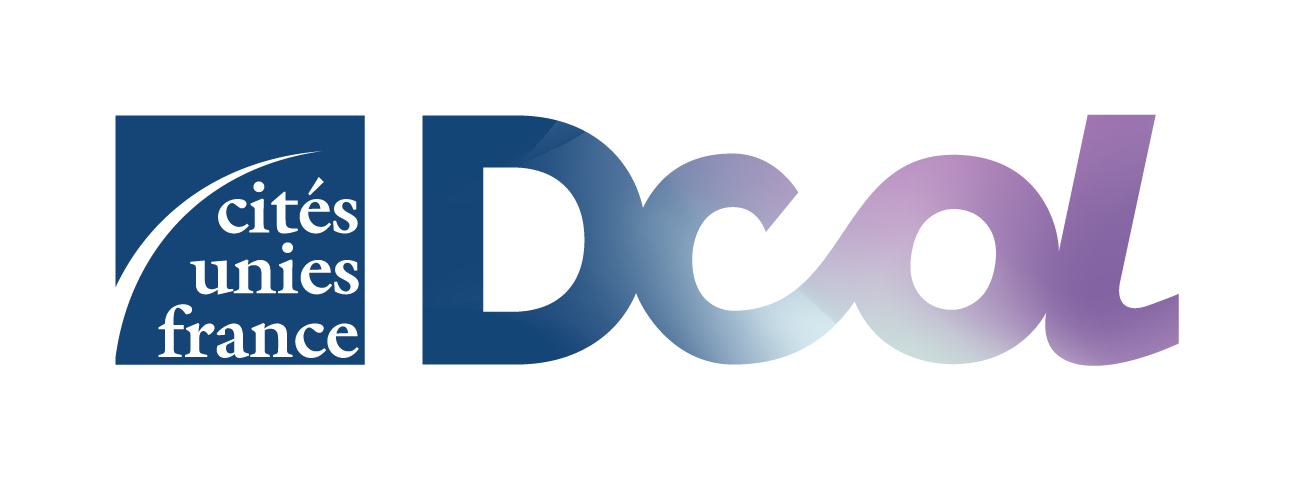 cités
unies
france
Dcol